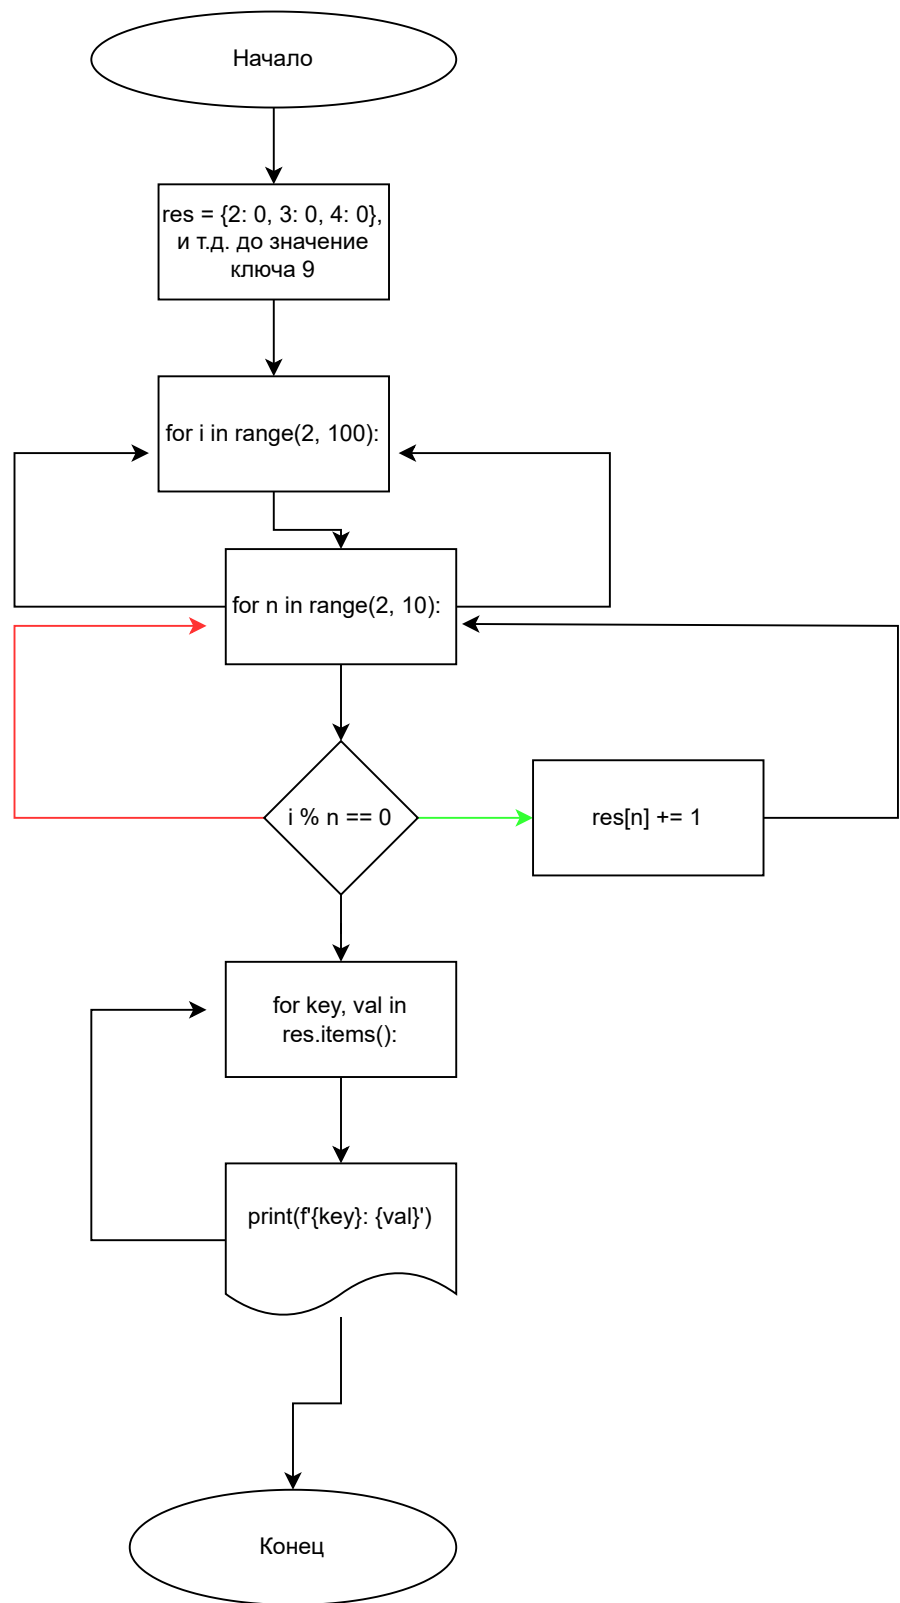 Начало
res = {2: 0, 3: 0, 4: 0},
и т.д. до значение
ключа 9
for i in range(2, 100):
for n in range(2, 10):
i % n == 0
res[n] += 1
for key, val in
res.items():
print(f'{key}: {val}')
Конец